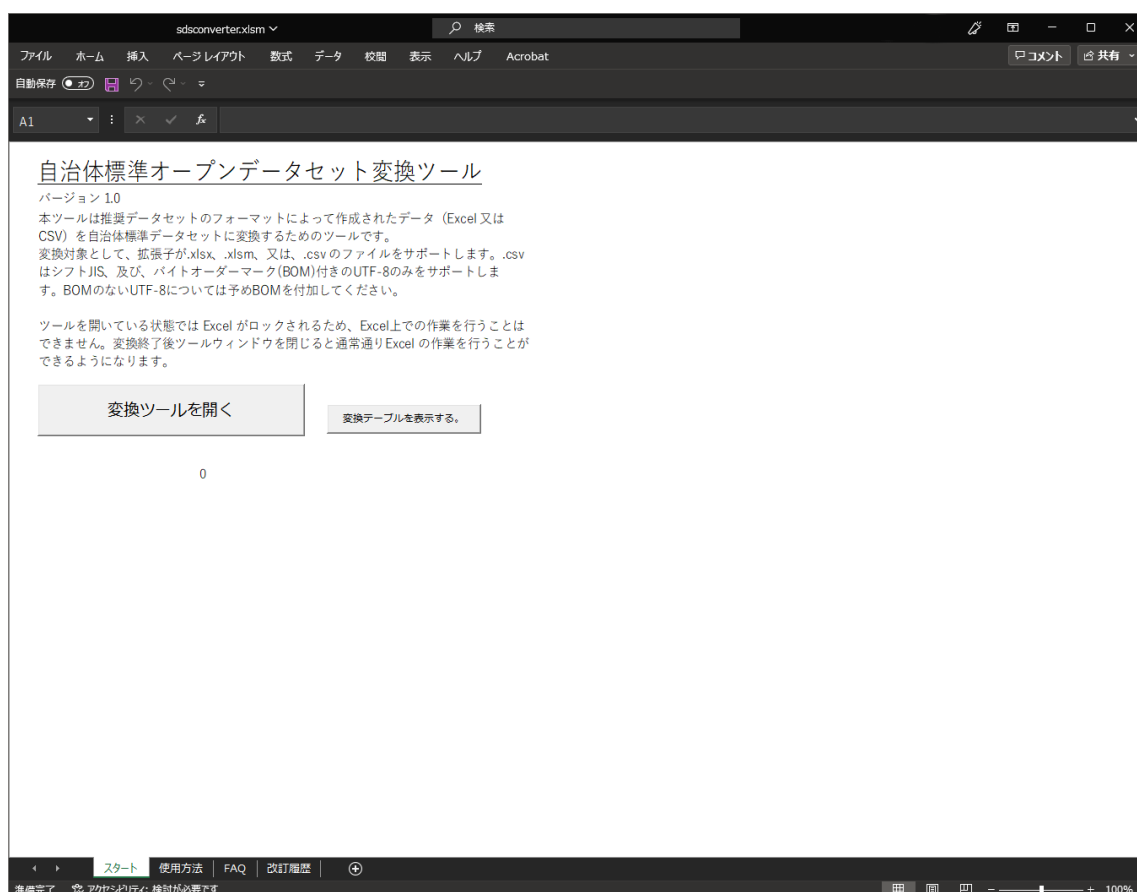 sdsconverter.xlsm
検索
ファイル ホーム 挿入 ページ レイアウト 数式 データ 校閲 表示 ヘルプ Acrobat
コメント 共有
自動保存 オフ
A1 fx
自治体標準オープンデータセット変換ツール
バージョン 1.0
本ツールは推奨データセットのフォーマットによって作成されたデータ（Excel 又は
CSV）を自治体標準データセットに変換するためのツールです。
変換対象として、拡張子が.xlsx、.xlsm、又は、.csv のファイルをサポートします。.csv
はシフトJIS、及び、バイトオーダーマーク(BOM)付きのUTF-8のみをサポートしま
す。BOMのないUTF-8については予めBOMを付加してください。
ツールを開いている状態では Excel がロックされるため、Excel上での作業を行うことは
できません。変換終了後ツールウィンドウを閉じると通常通りExcel の作業を行うことが
できるようになります。
変換ツールを開く
変換テーブルを表示する。
0
スタート 使用方法 FAQ 改訂履歴
準備完了 アクセシビリティ: 検討が必要です 100%